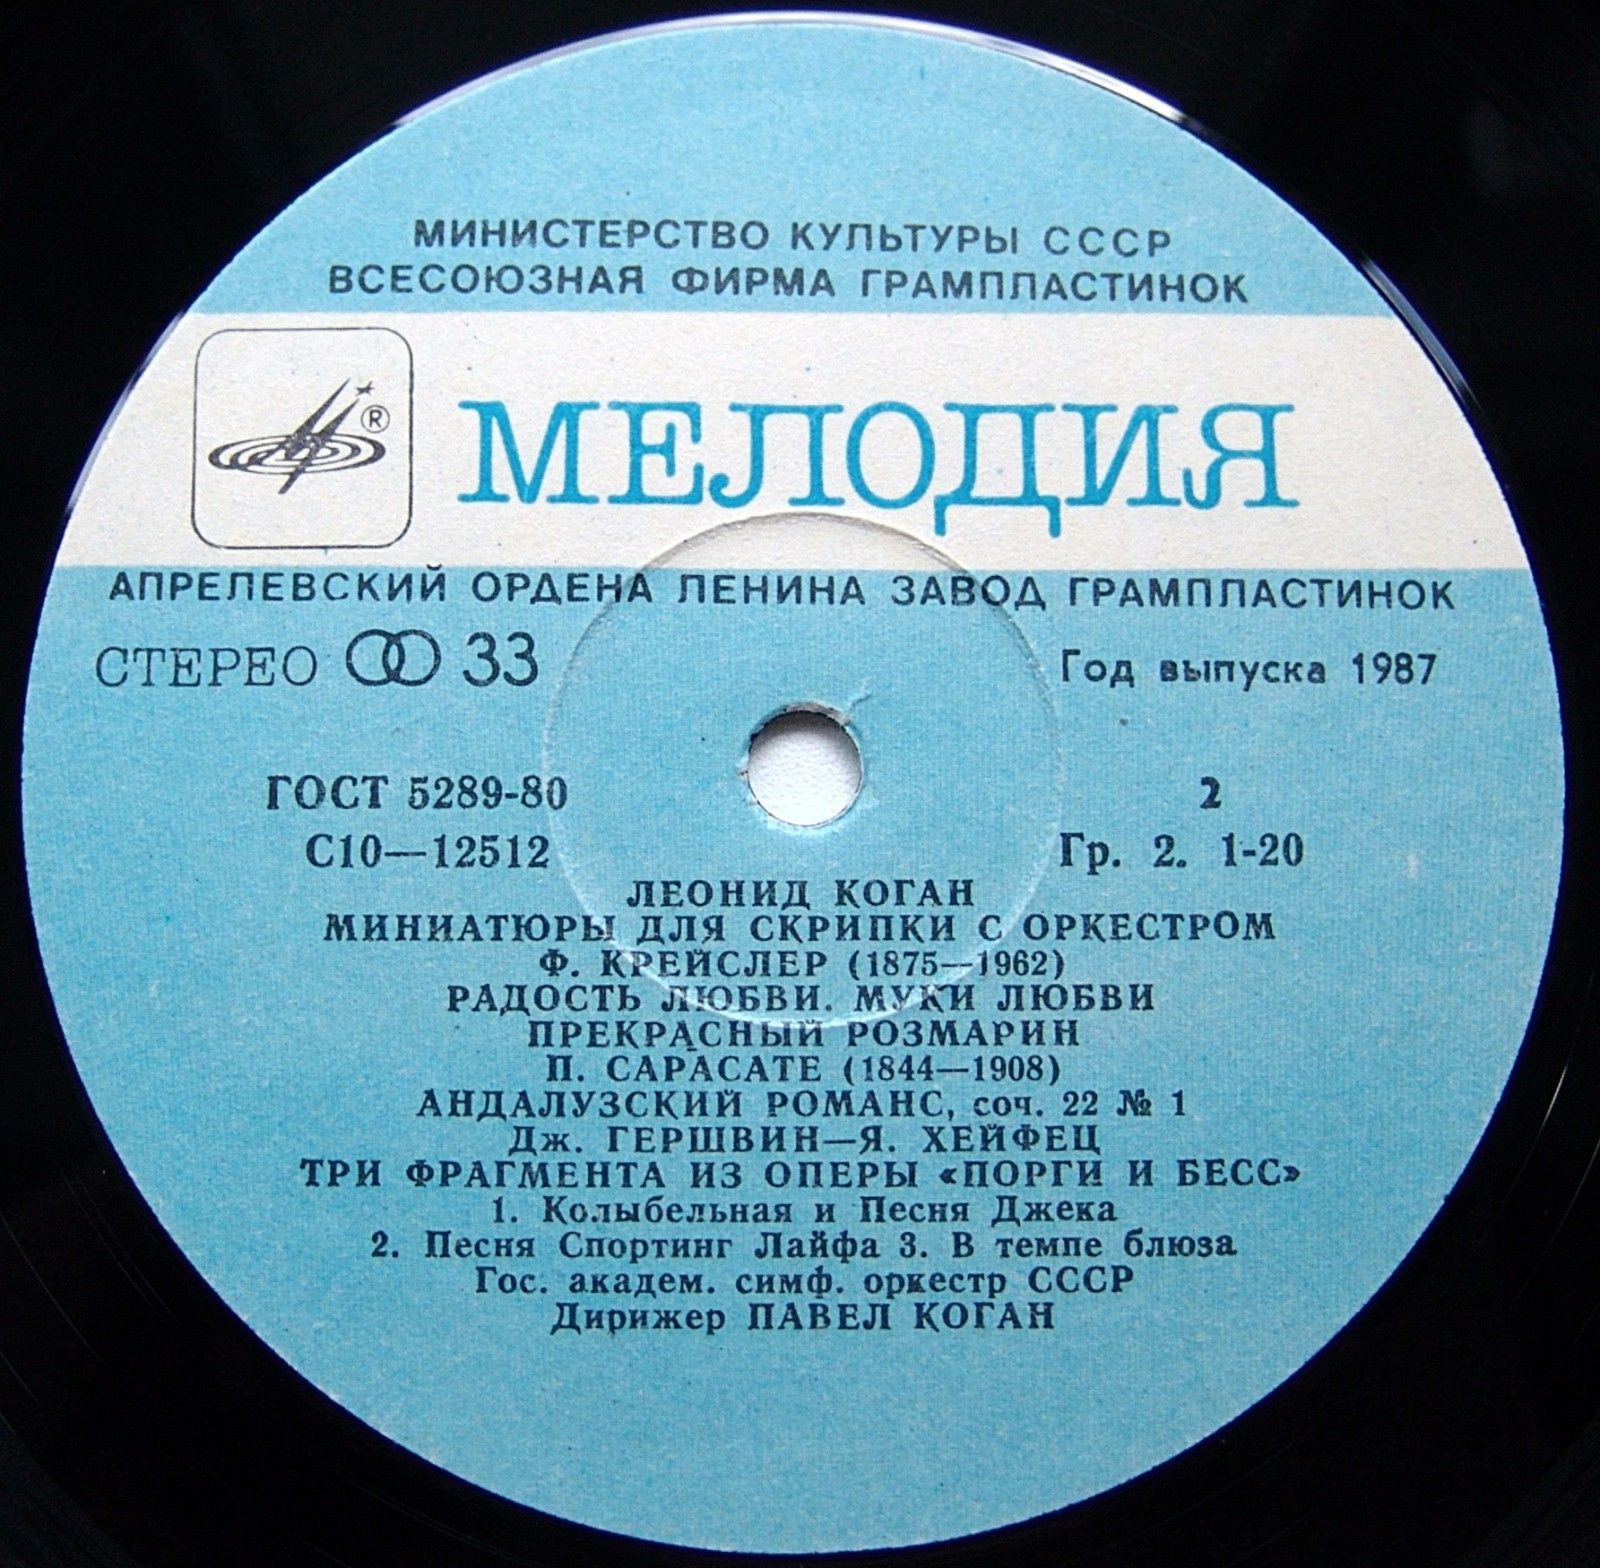 МИНИСТЕРСТВО КУЛЬТУРЫ СССР
ВСЕСОЮЗНАЯ ФИРМА ГРАМПЛАСТИНОК
®
МЕЛОДИЯ
АПРЕЛЕВСКИЙ ОРДЕНА ЛЕНИНА ЗАВОД ГРАМПЛАСТИНОК
СТЕРЕО 33
Год выпуска 1987
ГОСТ 5289-80
2
С10—12512
Гр. 2. 1-20
ЛЕОНИД КОГАН
МИНИАТЮРЫ ДЛЯ СКРИПКИ С ОРКЕСТРОМ
Ф. КРЕЙСЛЕР (1875—1962)
РАДОСТЬ ЛЮБВИ. МУКИ ЛЮБВИ
ПРЕКРАСНЫЙ РОЗМАРИН
П. САРАСАТЕ (1844—1908)
АНДАЛУЗСКИЙ РОМАНС, соч. 22 № 1
Дж. ГЕРШВИН—Я. ХЕЙФЕЦ
ТРИ ФРАГМЕНТА ИЗ ОПЕРЫ «ПОРГИ И БЕСС»
1. Колыбельная и Песня Джека
2. Песня Спортинг Лайфа 3. В темпе блюза
Гос. академ. симф. оркестр СССР
Дирижер ПАВЕЛ КОГАН